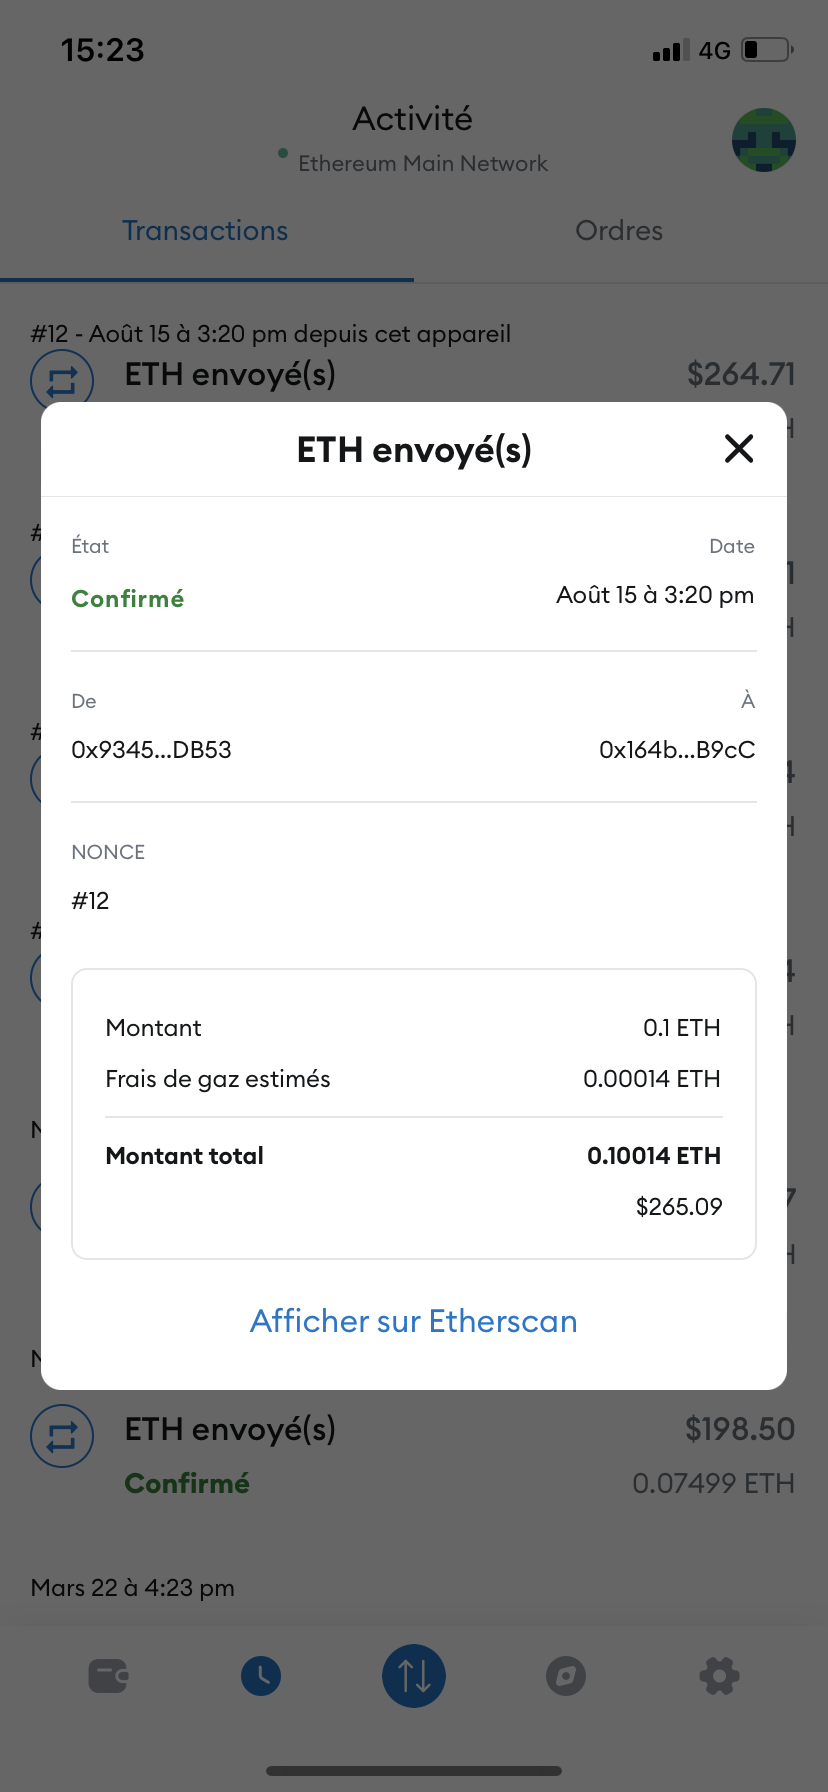 15:23
4G
Activité
Ethereum Main Network
Transactions
Ordres
#12 - Août 15 à 3:20 pm depuis cet appareil
ETH envoyé(s)
$264.71
ETH envoyé(s)
État
Date
Confirmé
Août 15 à 3:20 pm
De
À
0x9345...DB53
0x164b...B9cC
NONCE
#12
Montant
0.1 ETH
Frais de gaz estimés
0.00014 ETH
Montant total
0.10014 ETH
$265.09
Afficher sur Etherscan
ETH envoyé(s)
$198.50
Confirmé
0.07499 ETH
Mars 22 à 4:23 pm